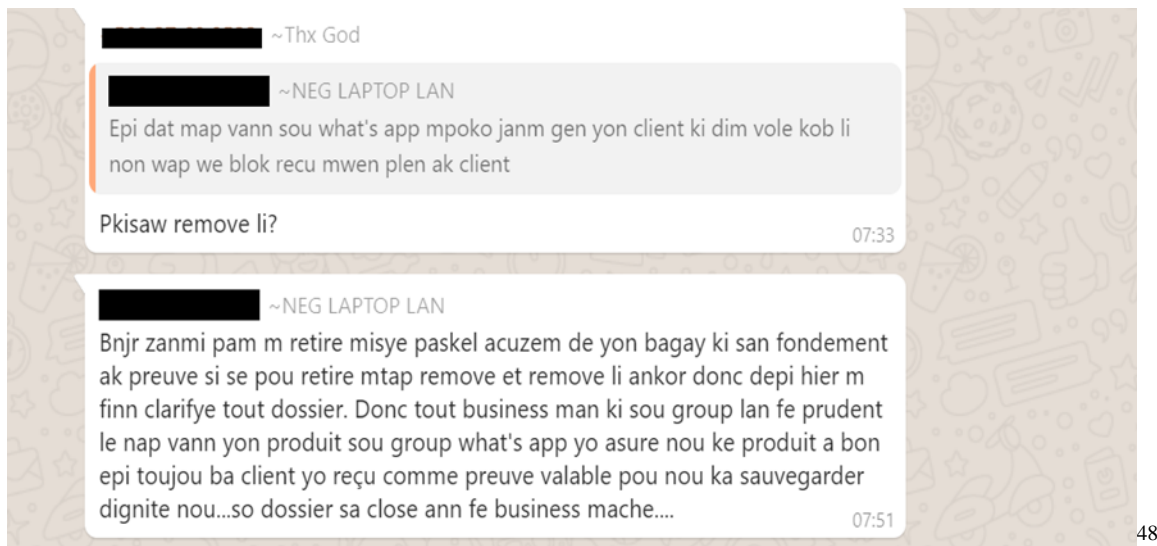 ~Thx God
~NEG LAPTOP LAN
Epi dat map vann sou what's app mpoko janm gen yon client ki dim vole kob li
non wap we blok recu mwen plen ak client
Pkisaw remove li?
07:33
~NEG LAPTOP LAN
Bnjr zanmi pam m retire misye paskel acuzem de yon bagay ki san fondement
ak preuve si se pou retire mtap remove et remove li ankor donc depi hier m
finn clarifye tout dossier. Donc tout business man ki sou group lan fe prudent
le nap vann yon produit sou group what's app yo asure nou ke produit a bon
epi toujou ba client yo reçu comme preuve valable pou nou ka sauvegarder
dignite nou...so dossier sa close ann fe business mache....
07:51
48